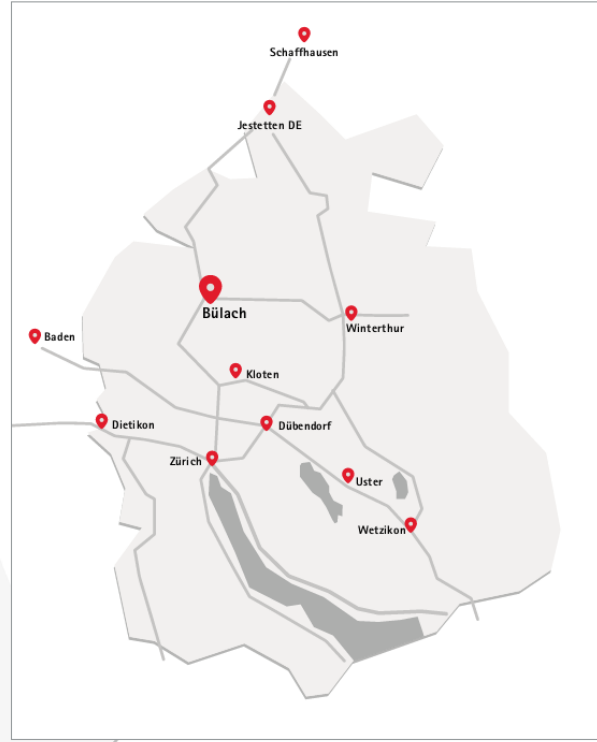 Schaffhausen
Jestetten DE
Bülach
Winterthur
Baden
Kloten
Dietikon
Dübendorf
Zürich
Uster
Wetzikon